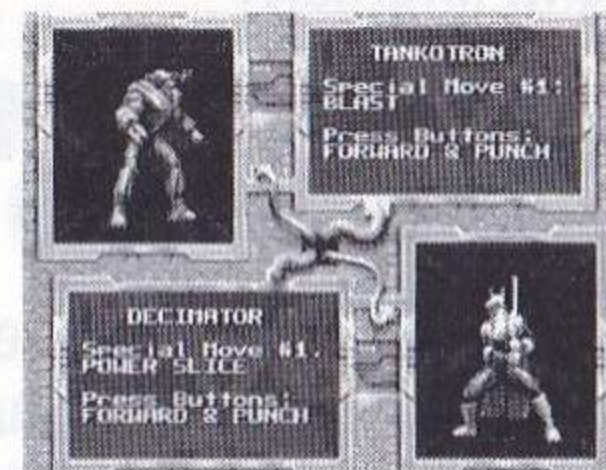 TANKOTRON
Special Move #1:
BLAST
Press Buttons:
FORWARD & PUNCH
DECIMATOR
Special Move #1.
POWER SLICE
Press Buttons:
FORWARD & PUNCH